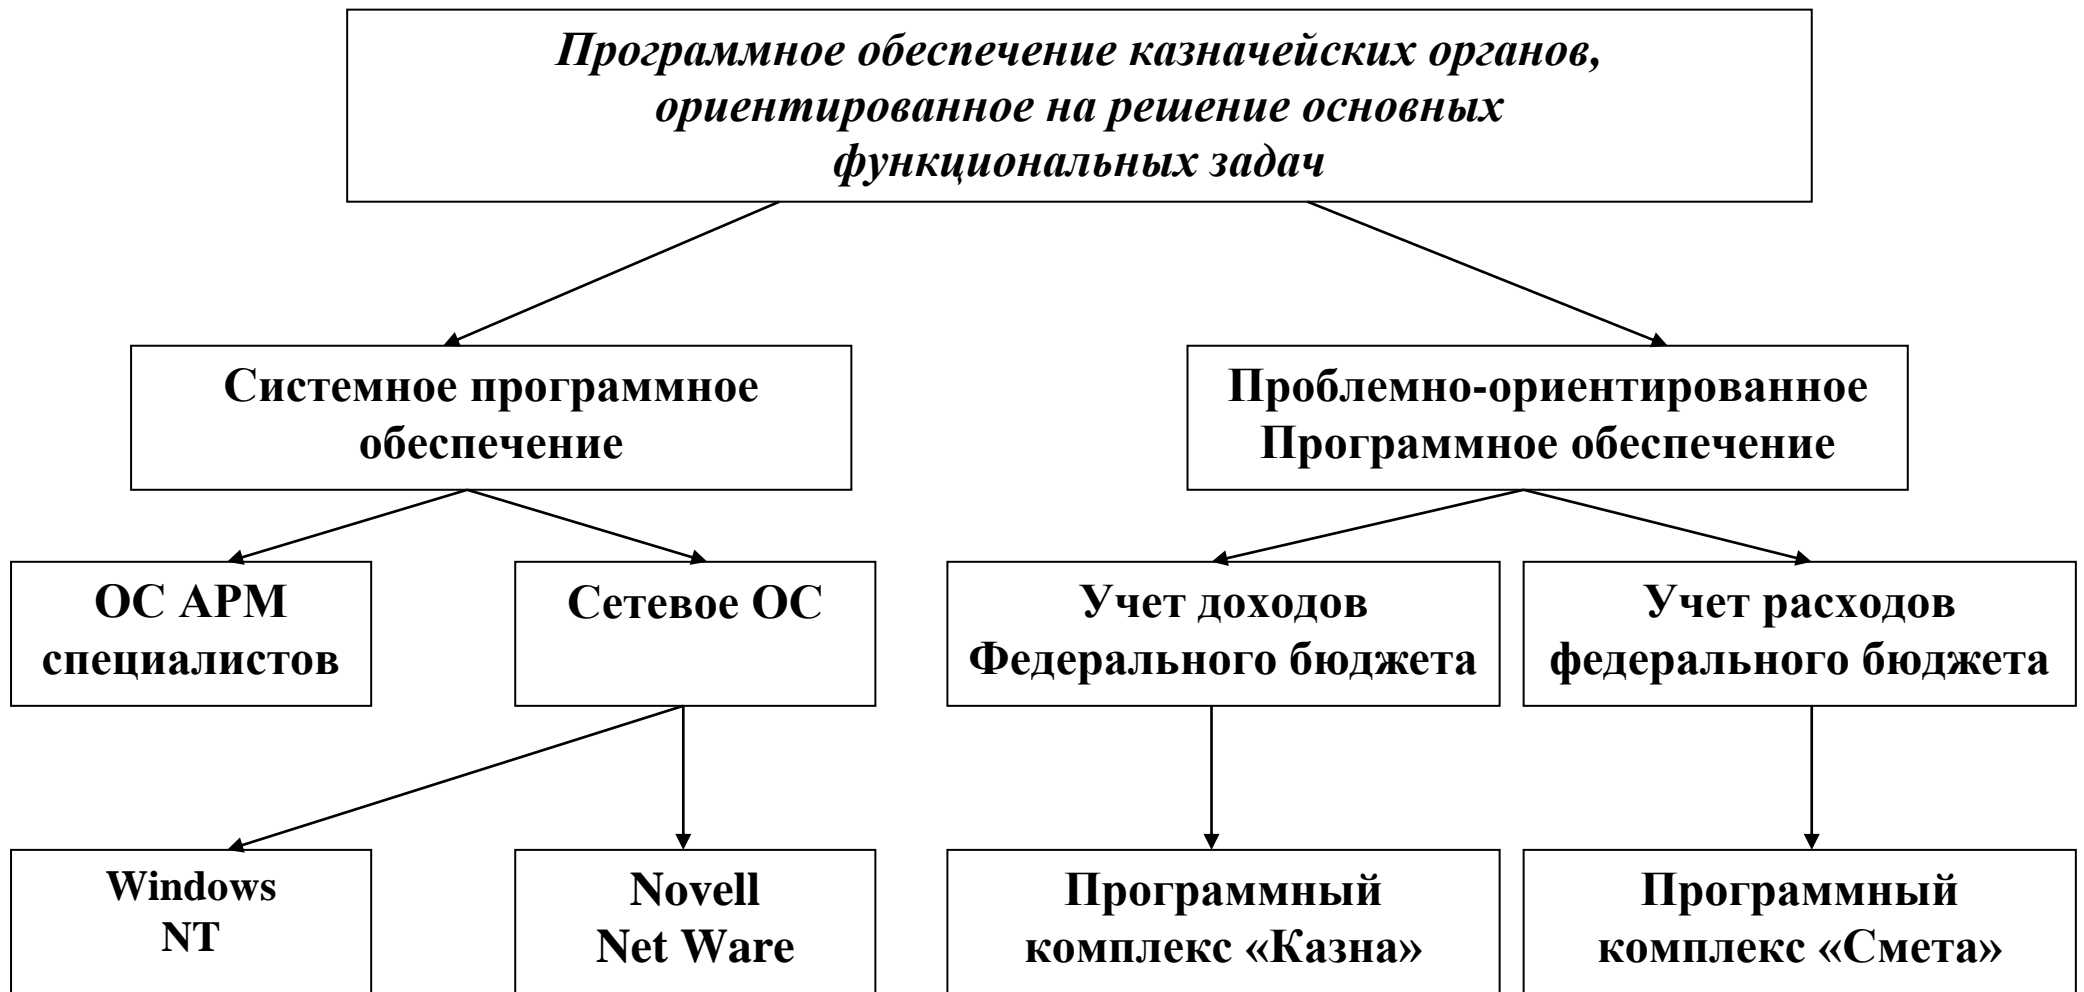 Программное обеспечение казначейских органов,
ориентированное на решение основных
функциональных задач
Системное программное
обеспечение
Проблемно-ориентированное
Программное обеспечение
ОС АРМ
специалистов
Сетевое ОС
Учет доходов
Федерального бюджета
Учет расходов
федерального бюджета
Windows
NT
Novell
Net Ware
Программный
комплекс «Казна»
Программный
комплекс «Смета»